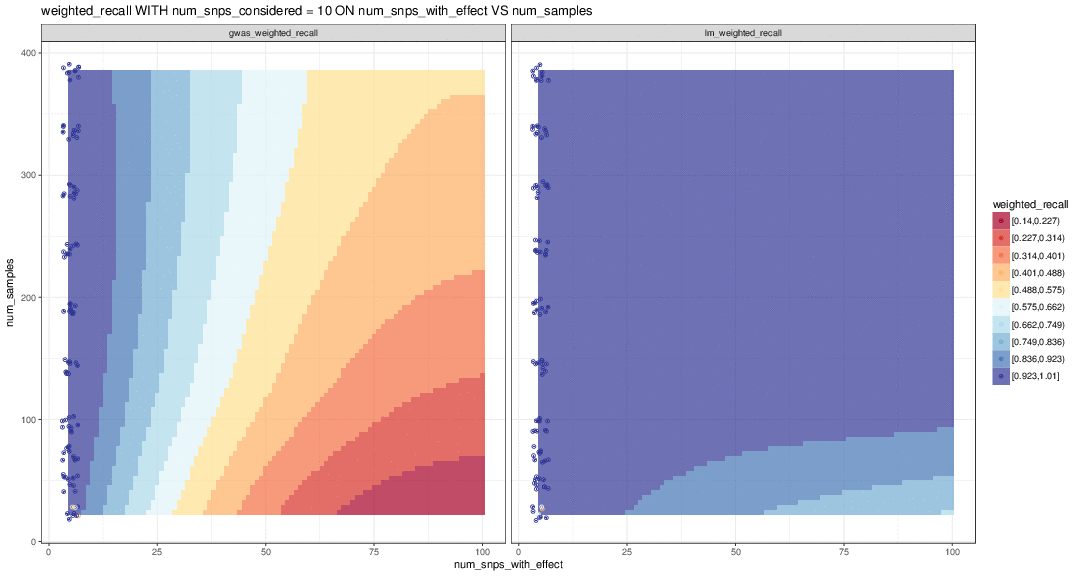 weighted_recall WITH num_snps_considered = 10 ON num_snps_with_effect VS num_samples
gwas_weighted_recall
lm_weighted_recall
400
300
200
100
0
num_samples
0 25 50 75 100
0 25 50 75 100
num_snps_with_effect
weighted_recall
[0.14,0.227)
[0.227,0.314)
[0.314,0.401)
[0.401,0.488)
[0.488,0.575)
[0.575,0.662)
[0.662,0.749)
[0.749,0.836)
[0.836,0.923)
[0.923,1.01]